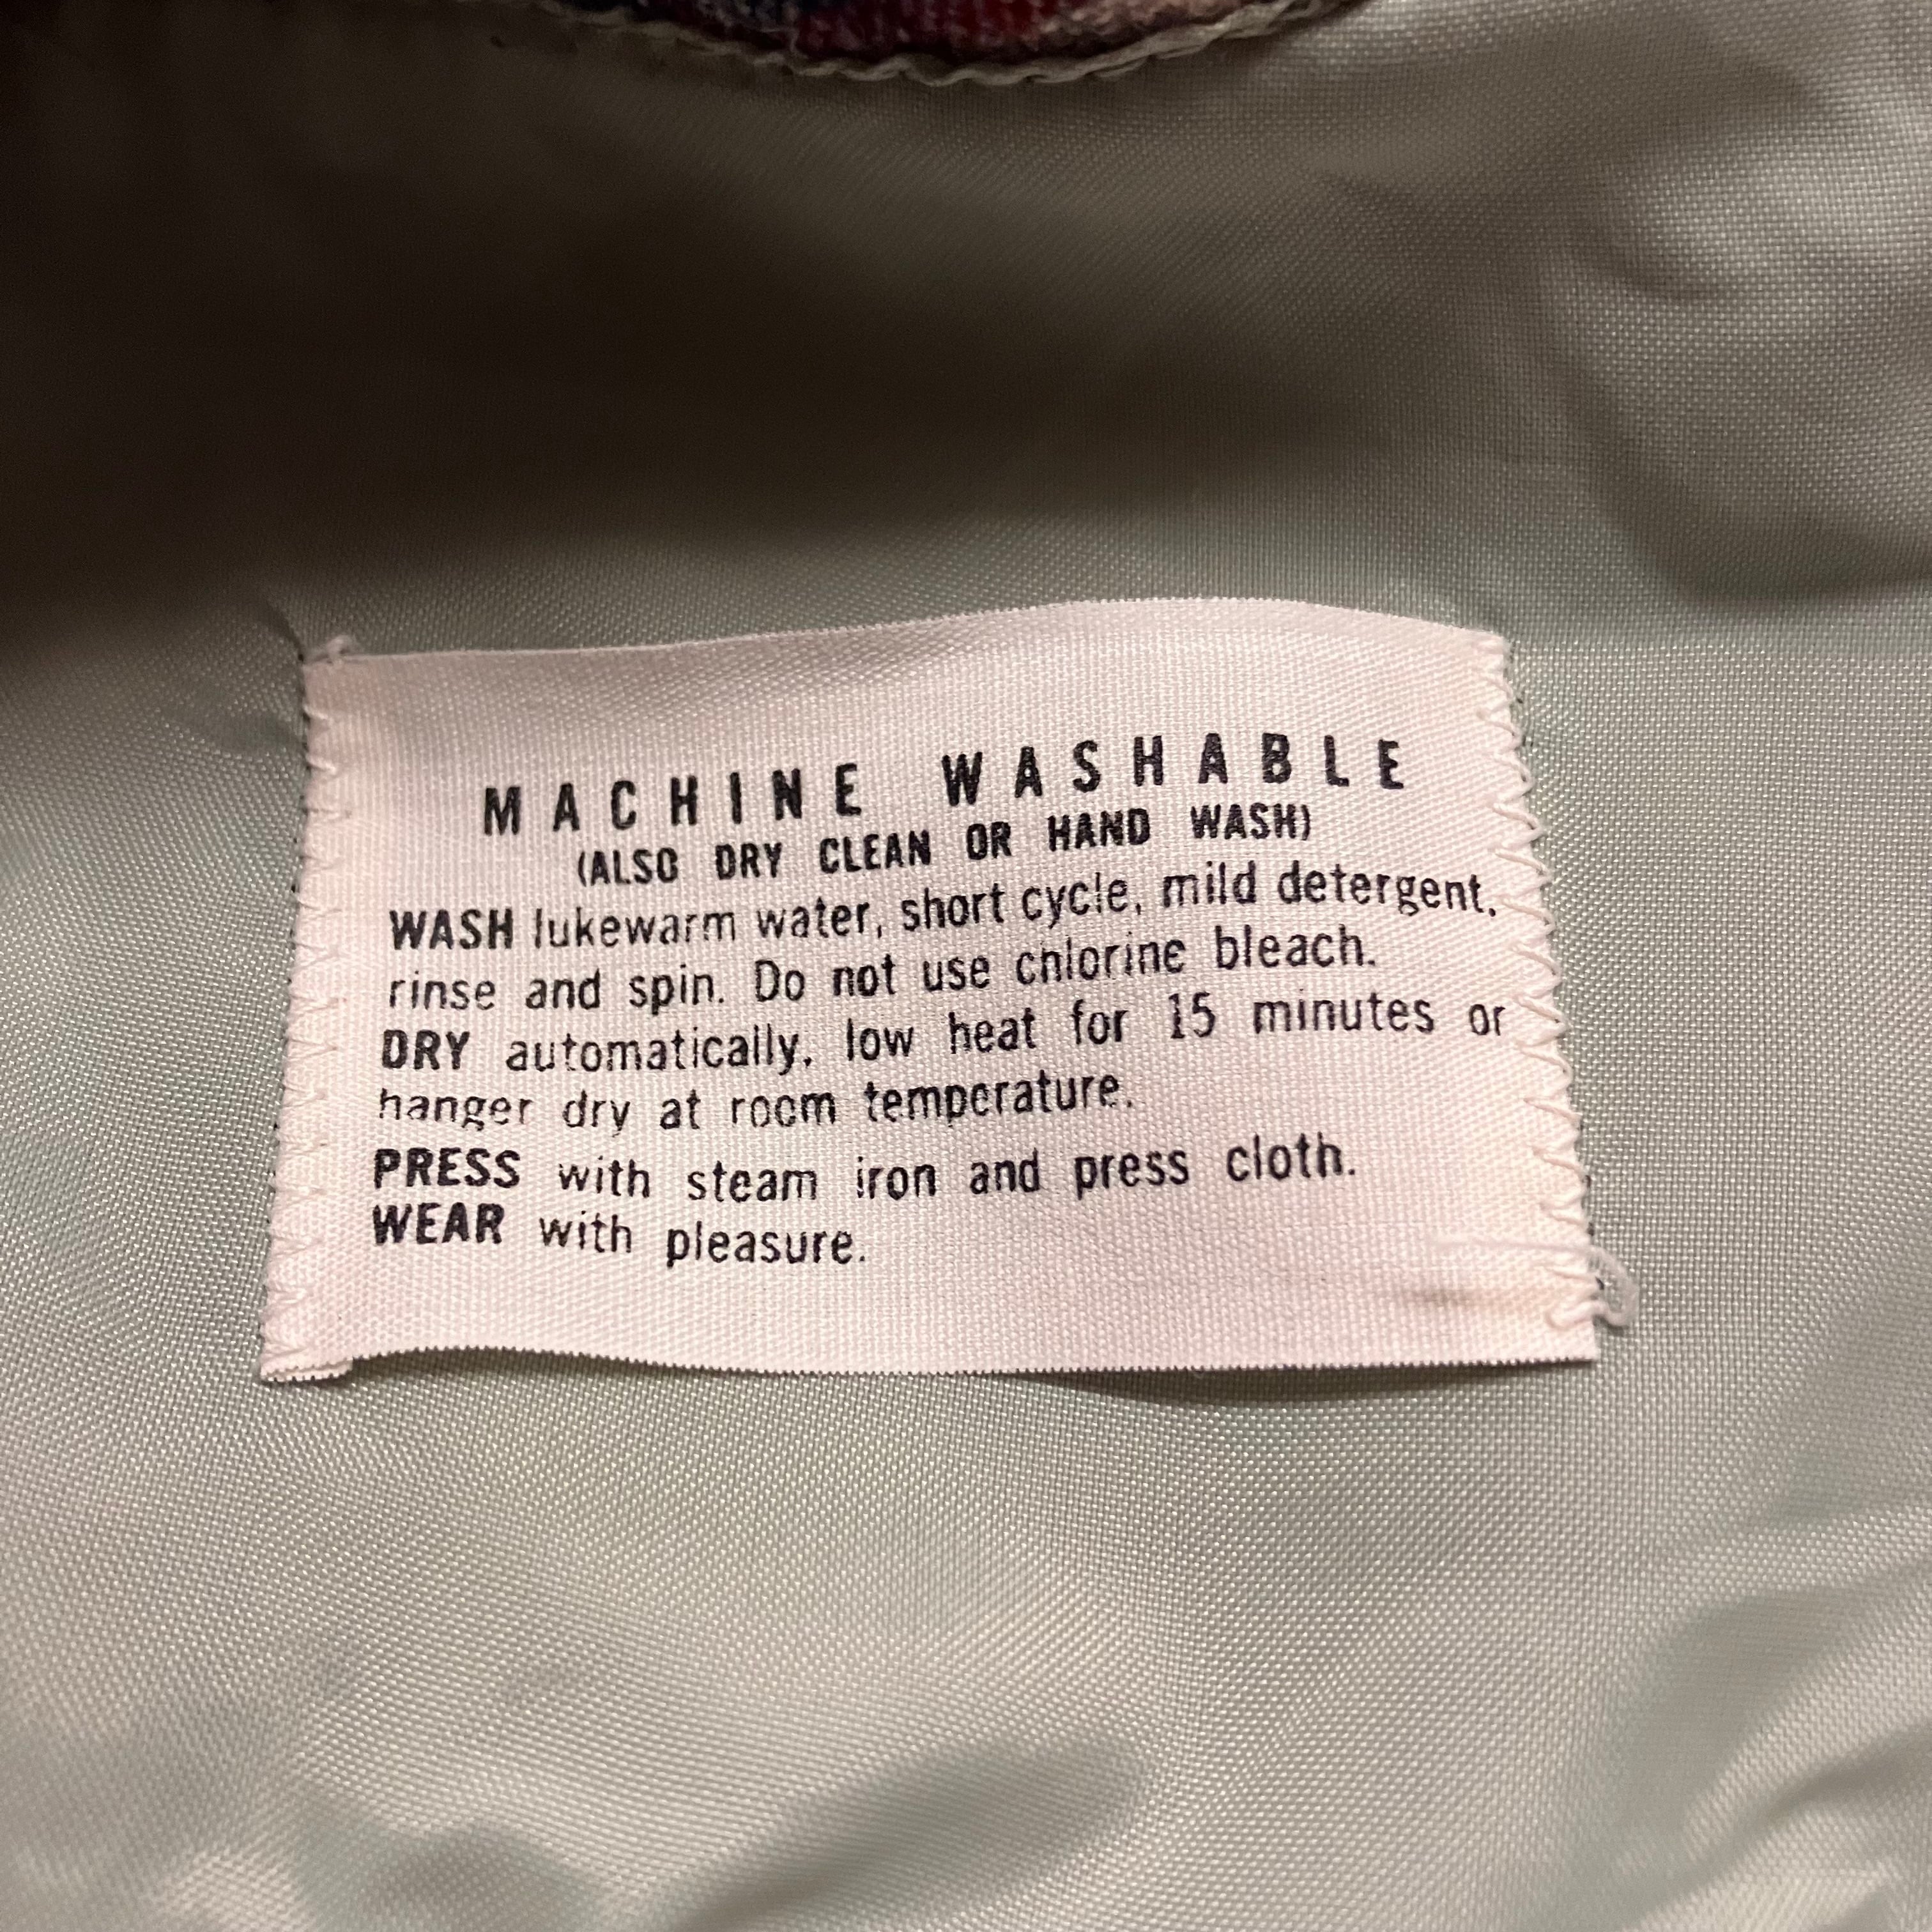 MACHINE WASHABLE
(ALSO DRY CLEAN OR HAND WASH)
WASH lukewarm water, short cycle, mild detergent,
rinse and spin. Do not use chlorine bleach.
DRY automatically, low heat for 15 minutes or
hanger dry at room temperature.
PRESS with steam iron and press cloth.
WEAR with pleasure.